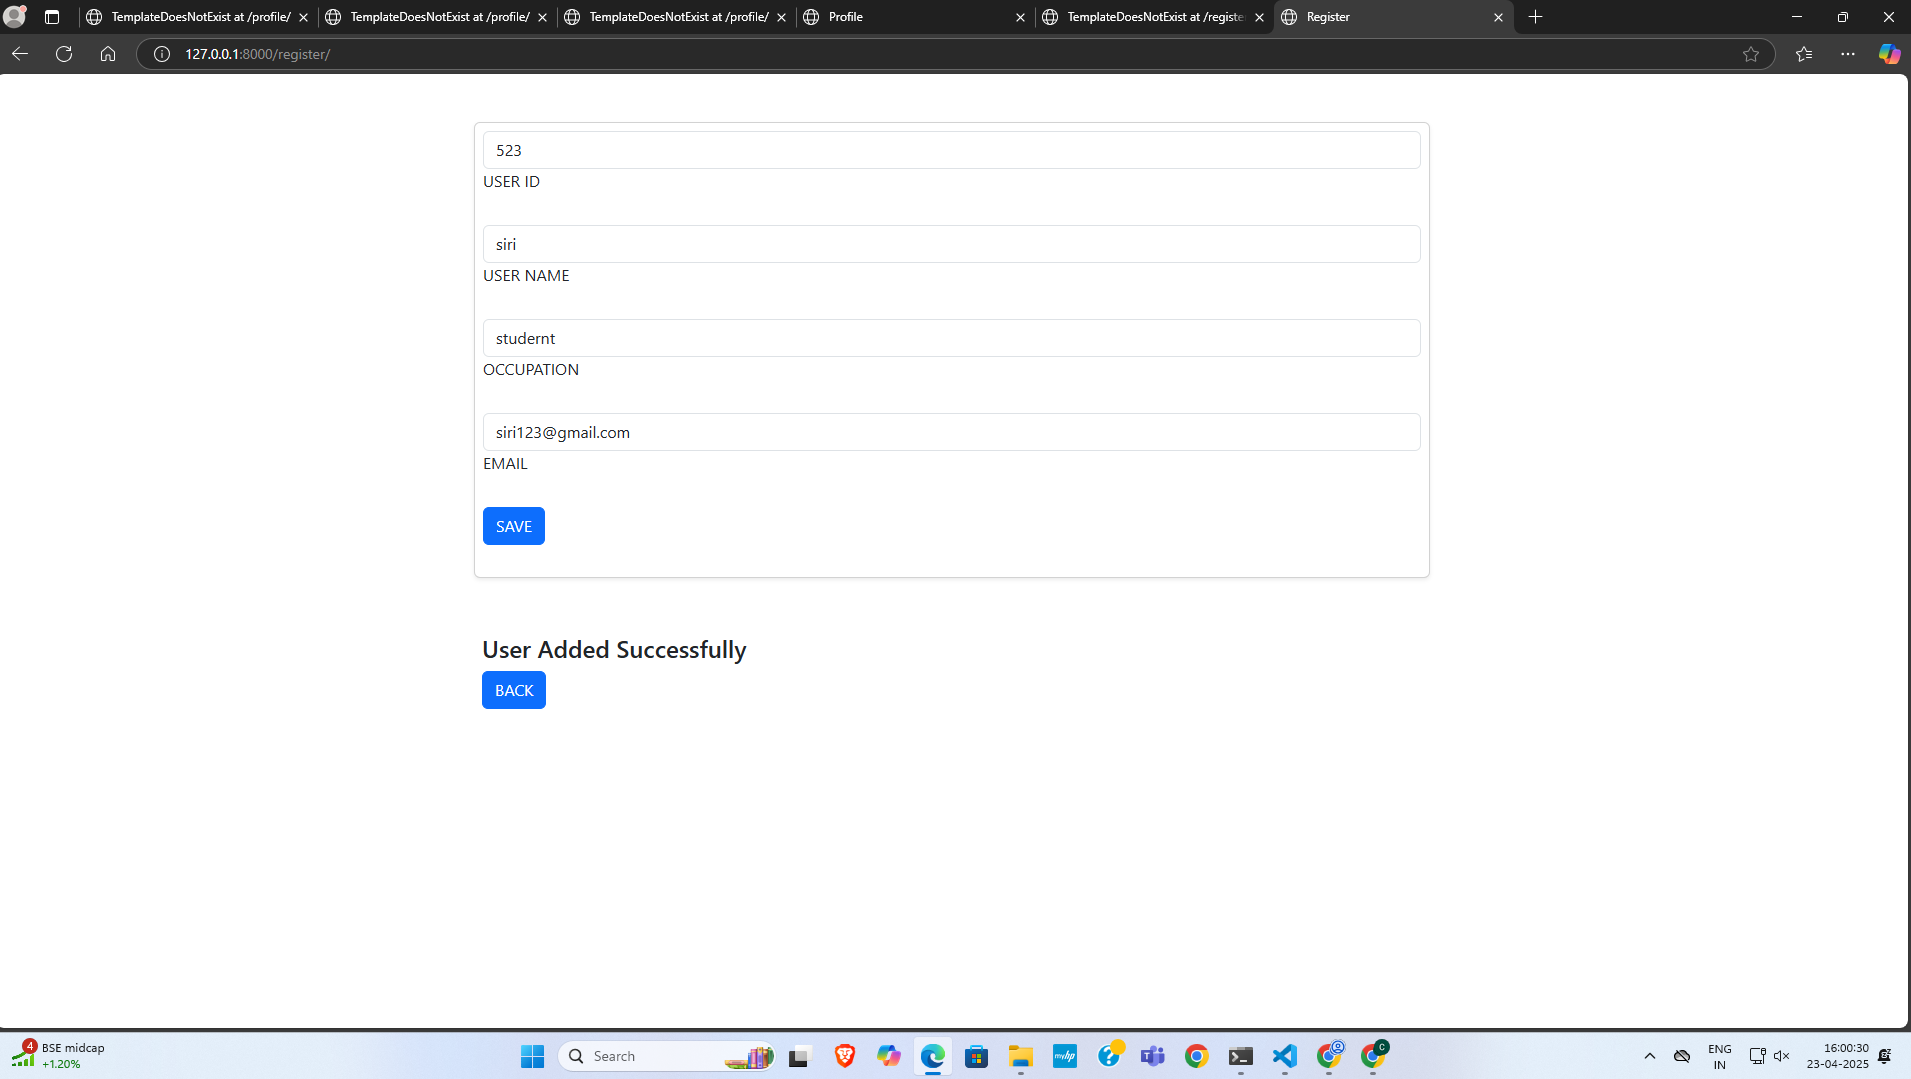 TemplateDoesNotExist at /profile/
TemplateDoesNotExist at /profile/
TemplateDoesNotExist at /profile/
Profile
TemplateDoesNotExist at /registe
Register
127.0.0.1:8000/register/
523
USER ID
siri
USER NAME
studernt
OCCUPATION
siri123@gmail.com
EMAIL
SAVE
User Added Successfully
BACK
4
BSE midcap
+1.20%
Search
myhp
T
C
ENG
IN
16:00:30
23-04-2025